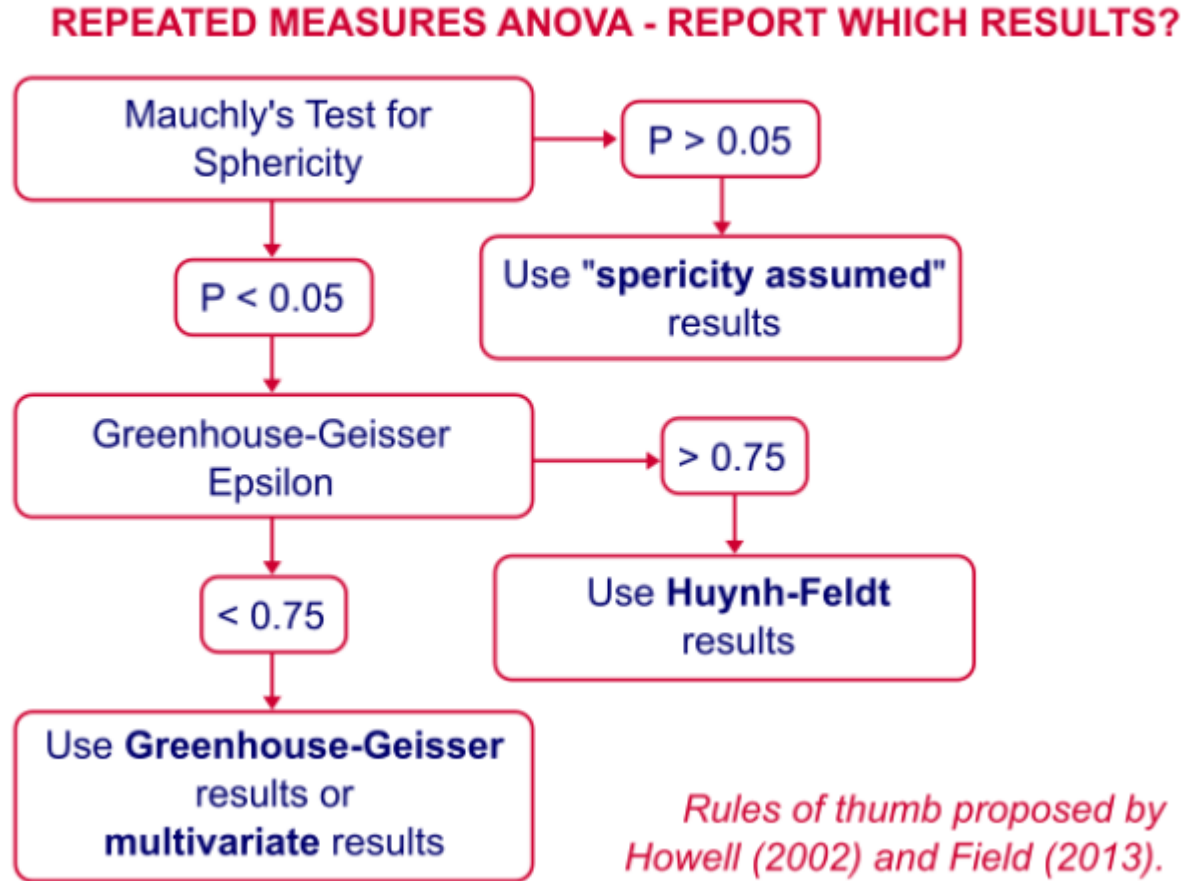 REPEATED MEASURES ANOVA - REPORT WHICH RESULTS?
Mauchly's Test for
Sphericity
P > 0.05
Use "spericity assumed"
results
P < 0.05
Greenhouse-Geisser
Epsilon
> 0.75
Use Huynh-Feldt
results
< 0.75
Use Greenhouse-Geisser
results or
multivariate results
Rules of thumb proposed by
Howell (2002) and Field (2013).